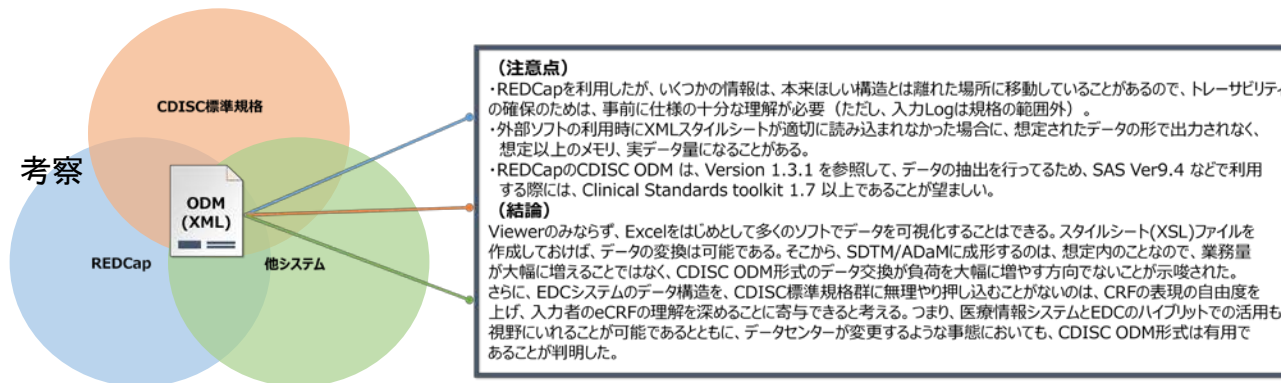 考察
CDISC標準規格
ODM
(XML)
REDCap
他システム
（注意点）
・REDCapを利用したが、いくつかの情報は、本来ほしい構造とは離れた場所に移動していることがあるので、トレーサビリティ
の確保のためは、事前に仕様の十分な理解が必要（ただし、入力Logは規格の範囲外）。
・外部ソフトの利用時にXMLスタイルシートが適切に読み込まれなかった場合に、想定されたデータの形で出力されなく、
想定以上のメモリ、実データ量になることがある。
・REDCapのCDISC ODM は、Version 1.3.1 を参照して、データの抽出を行ってるため、SAS Ver9.4 などで利用
する際には、Clinical Standards toolkit 1.7 以上であることが望ましい。
（結論）
Viewerのみならず、Excelをはじめとして多くのソフトでデータを可視化することはできる。スタイルシート(XSL)ファイルを
作成しておけば、データの変換は可能である。そこから、SDTM/ADaMに成形するのは、想定内のことなので、業務量
が大幅に増えることではなく、CDISC ODM形式のデータ交換が負荷を大幅に増やす方向でないことが示唆された。
さらに、EDCシステムのデータ構造を、CDISC標準規格群に無理やり押し込むことがないのは、CRFの表現の自由度を
上げ、入力者のeCRFの理解を深めることに寄与できると考える。つまり、医療情報システムとEDCのハイブリットでの活用も
視野にいれることが可能であるとともに、データセンターが変更するような事態においても、CDISC ODM形式は有用で
あることが判明した。